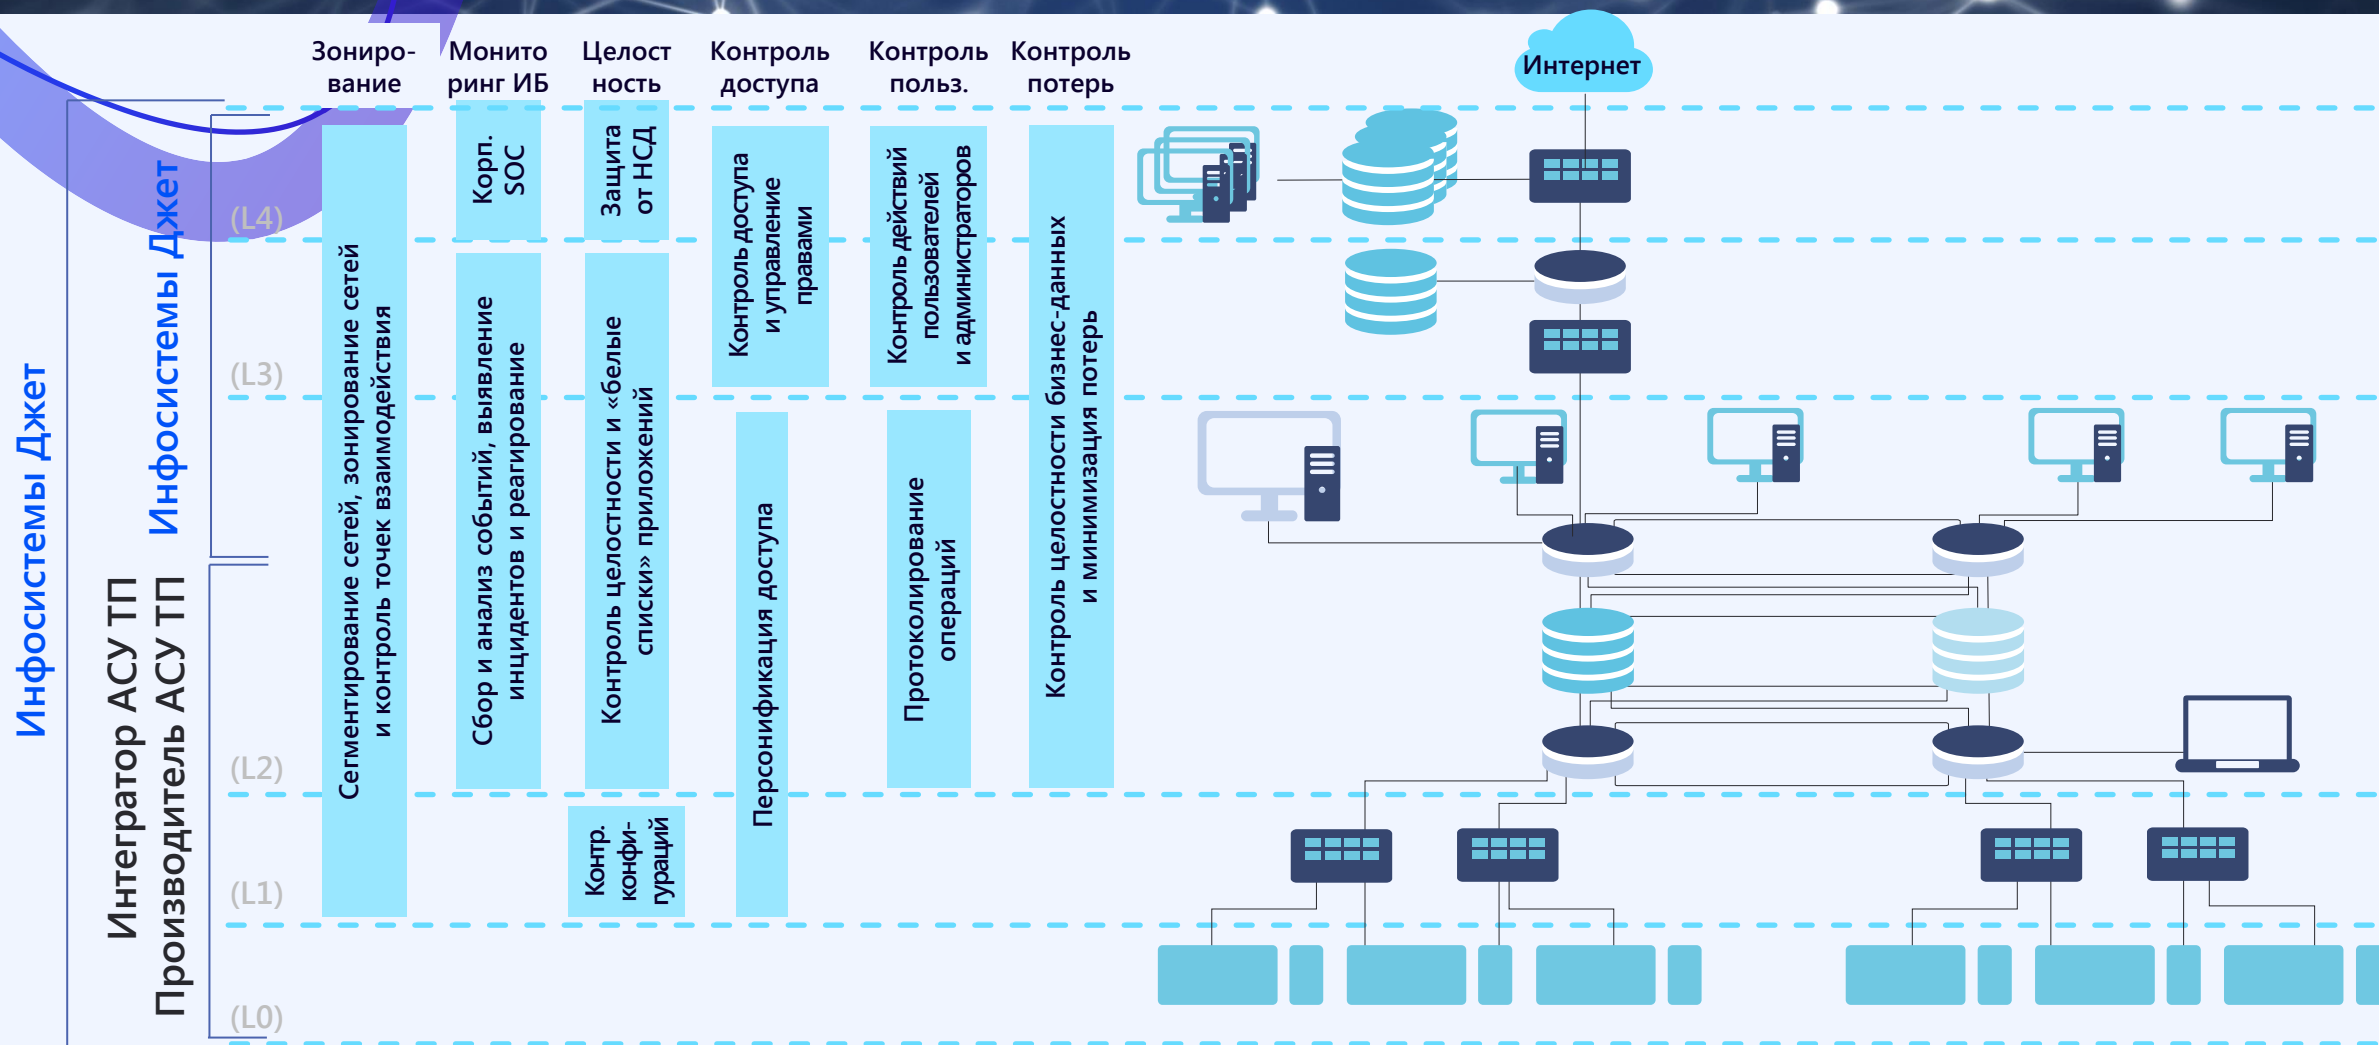 Зониро-
вание
Монито
ринг ИБ
Целост
ность
Контроль
доступа
Контроль
польз.
Контроль
потерь
Интернет
Инфосистемы Джет
Инфосистемы Джет
Интегратор АСУ ТП
Производитель АСУ ТП
(L4)
(L3)
(L2)
(L1)
(L0)
Сегментирование сетей, зонирование сетей
и контроль точек взаимодействия
Корп.
SOC
Сбор и анализ событий, выявление
инцидентов и реагирование
Защита
от НСД
Контроль целостности и «белые
списки» приложений
Контр.
конфи-
гураций
Контроль доступа
и управление
правами
Персонификация доступа
Контроль действий
пользователей
и администраторов
Протоколирование
операций
Контроль целостности бизнес-данных
и минимизация потерь